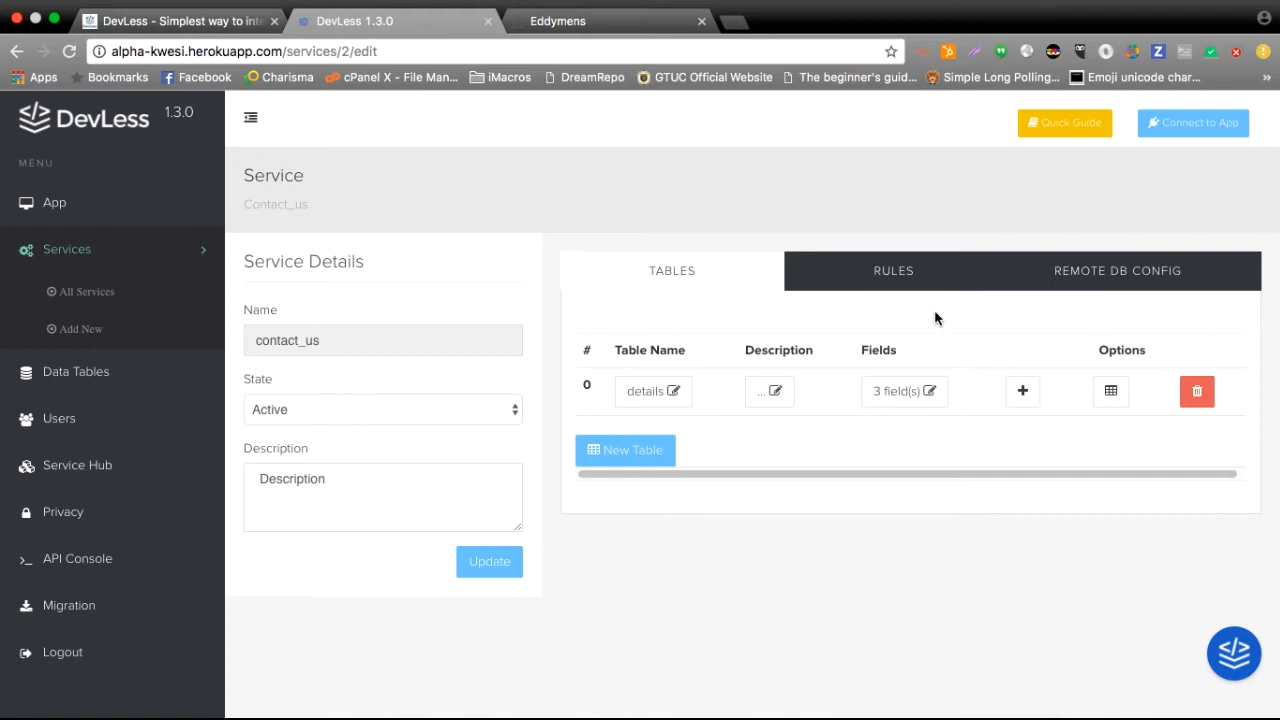 DevLess - Simplest way to inte
DevLess 1.3.0
Eddymens
alpha-kwesi.herokuapp.com/services/2/edit
Apps Bookmarks Facebook Charisma cPanel X - File Man... iMacros DreamRepo GTUC Official Website The beginner's guid... Simple Long Polling... Emoji unicode char... »
DevLess 1.3.0
Quick Guide
Connect to App
MENU
App
Services
All Services
Add New
Data Tables
Users
Service Hub
Privacy
API Console
Migration
Logout
Service
Contact_us
Service Details
Name
contact_us
State
Active
Description
Description
Update
TABLES RULES REMOTE DB CONFIG
# Table Name Description Fields Options
0 details ... 3 field(s)
New Table